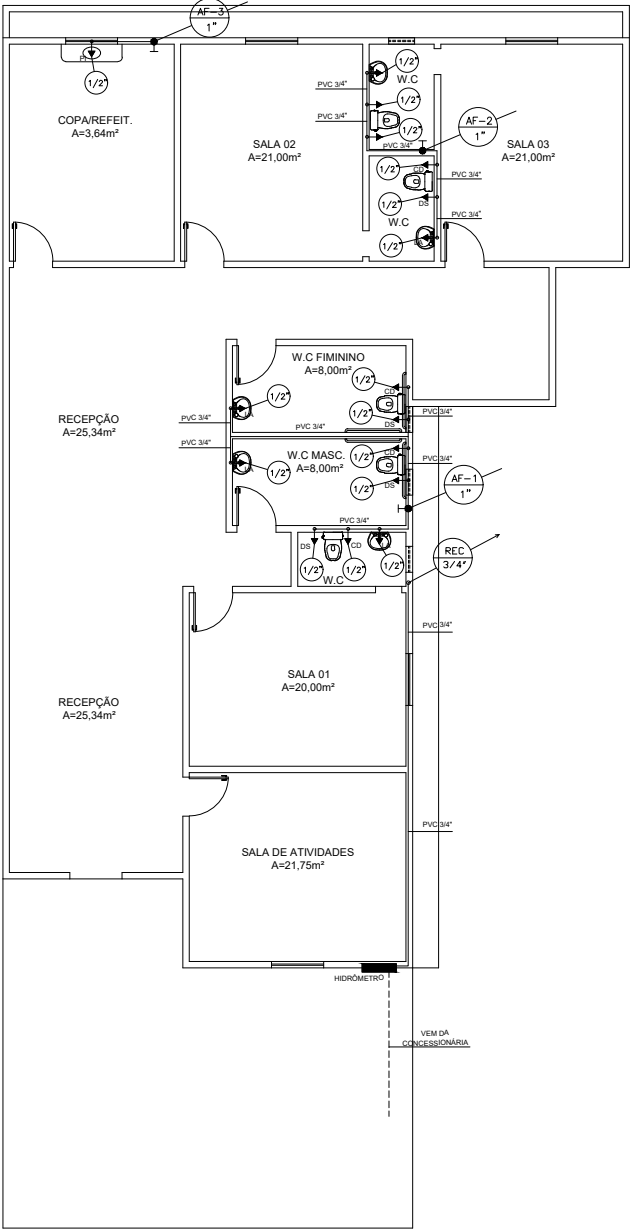 AF-3
1"
PI
1/2"
COPA/REFEIT.
A=3,64m²
SALA 02
A=21,00m²
PVC 3/4"
PVC 3/4"
1/2"
W.C
1/2"
1/2"
PVC 3/4"
AF-2
1"
SALA 03
A=21,00m²
1/2"
CD
PVC 3/4"
1/2"
DS
PVC 3/4"
W.C
1/2"
W.C FIMININO
A=8,00m²
1/2"
CD
1/2"
1/2"
DS
PVC 3/4"
PVC 3/4"
PVC 3/4"
RECEPÇÃO
A=25,34m²
PVC 3/4"
W.C MASC.
A=8,00m²
1/2"
1/2"
CD
PVC 3/4"
1/2"
DS
AF-1
1"
PVC 3/4"
DS
CD
1/2"
1/2"
1/2"
W.C
REC
3/4"
PVC 3/4"
SALA 01
A=20,00m²
RECEPÇÃO
A=25,34m²
PVC 3/4"
SALA DE ATIVIDADES
A=21,75m²
HIDRÔMETRO
VEM DA
CONCESSIONÁRIA